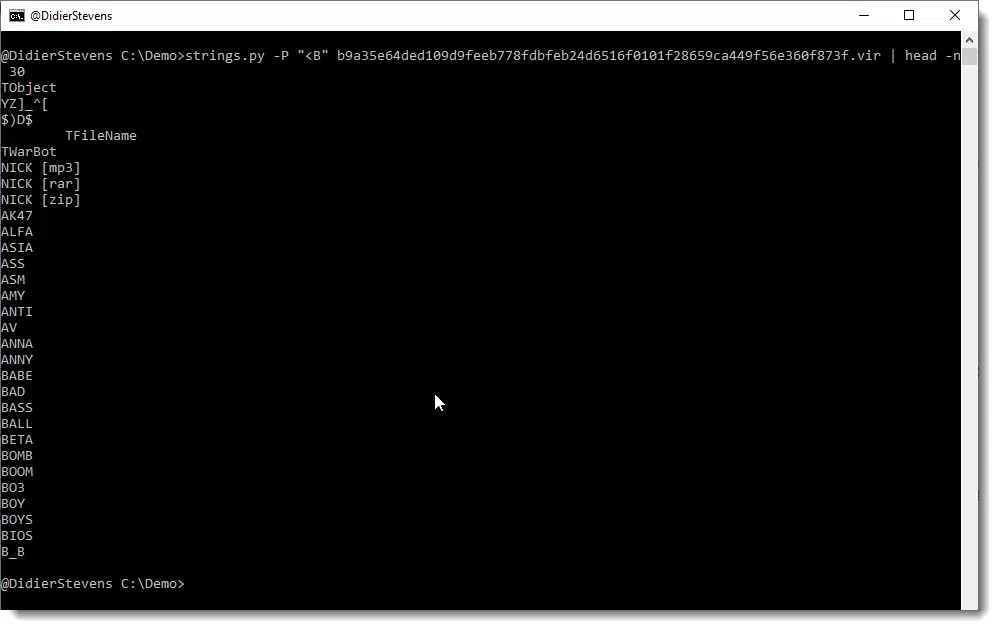 @DidierStevens
@DidierStevens C:\Demo>strings.py -P "<B" b9a35e64ded109d9feeb778fdbfeb24d6516f0101f28659ca449f56e360f873f.vir | head -n
 30
TObject
YZ]_^[
$)D$
        TFileName
TWarBot
NICK [mp3]
NICK [rar]
NICK [zip]
AK47
ALFA
ASIA
ASS
ASM
AMY
ANTI
AV
ANNA
ANNY
BABE
BAD
BASS
BALL
BETA
BOMB
BOOM
BO3
BOY
BOYS
BIOS
B_B
@DidierStevens C:\Demo>